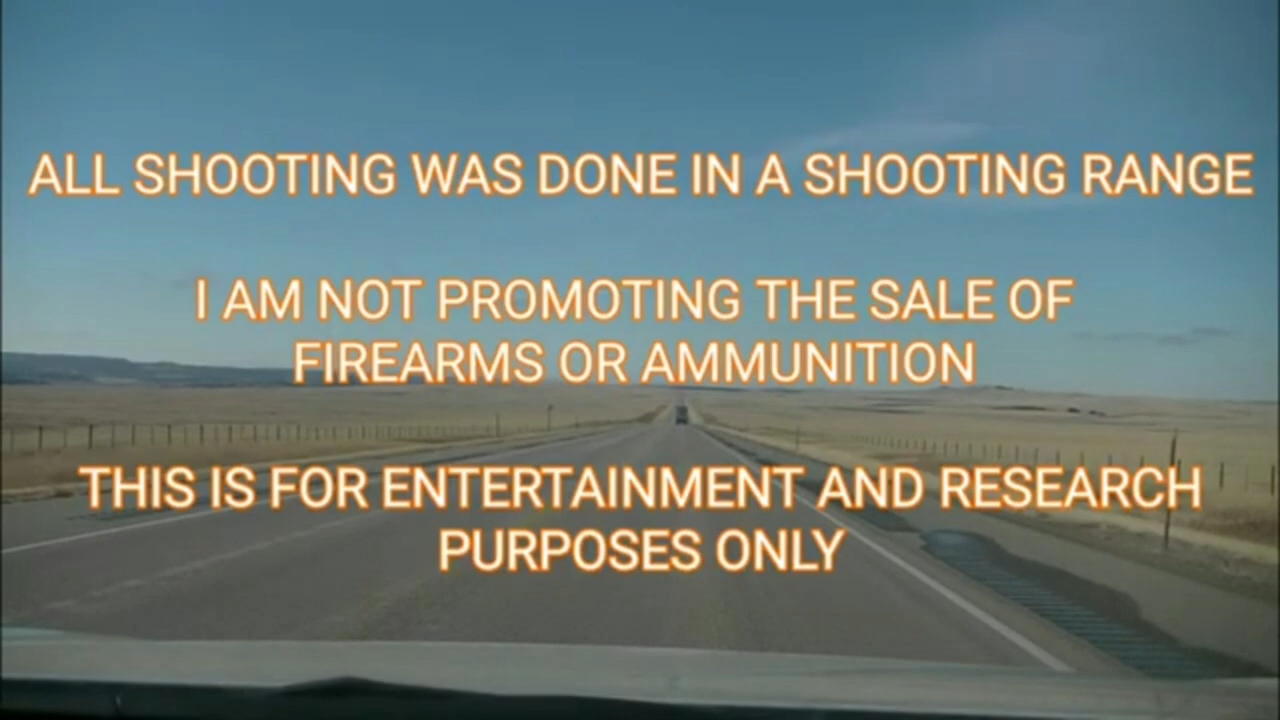 ALL SHOOTING WAS DONE IN A SHOOTING RANGE
I AM NOT PROMOTING THE SALE OF
FIREARMS OR AMMUNITION
THIS IS FOR ENTERTAINMENT AND RESEARCH
PURPOSES ONLY